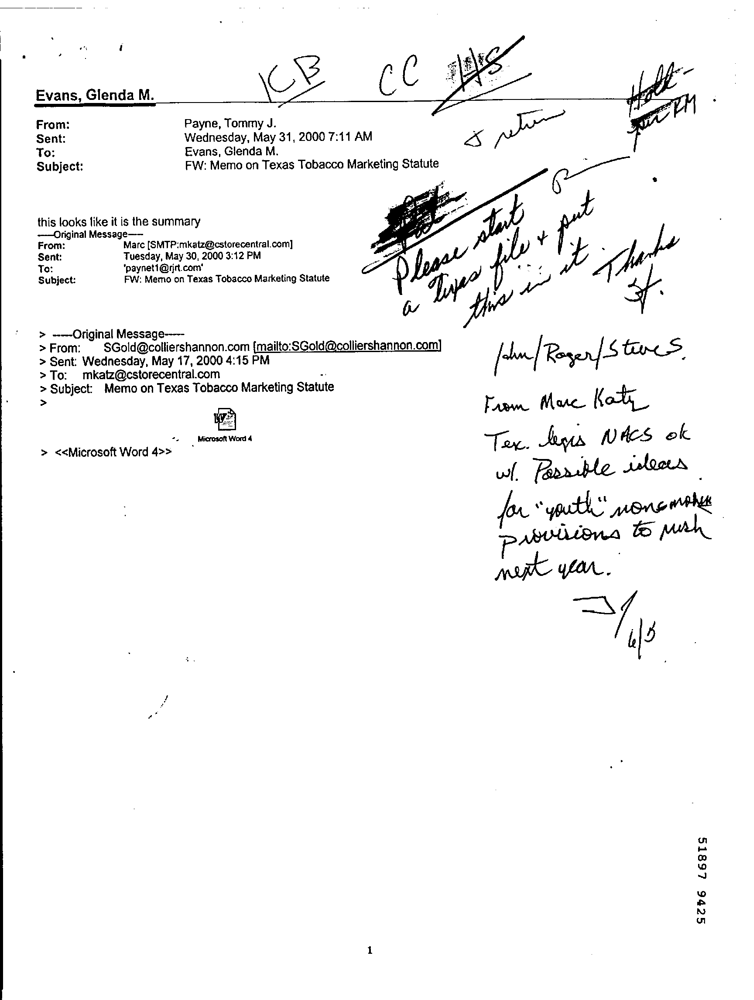 KB CC HS
Hold -
per RM
& return
Evans, Glenda M.
From: Payne, Tommy J.
Sent: Wednesday, May 31, 2000 7:11 AM
To: Evans, Glenda M.
Subject: FW: Memo on Texas Tobacco Marketing Statute
Please start
a Texas file + put
this in it. Thanks
this looks like it is the summary
-----Original Message-----
From: Marc [SMTP:mkatz@cstorecentral.com]
Sent: Tuesday, May 30, 2000 3:12 PM
To: 'paynet1@rjrt.com'
Subject: FW: Memo on Texas Tobacco Marketing Statute
> -----Original Message-----
> From: SGold@colliershannon.com [mailto:SGold@colliershannon.com]
> Sent: Wednesday, May 17, 2000 4:15 PM
> To: mkatz@cstorecentral.com
> Subject: Memo on Texas Tobacco Marketing Statute
>
Microsoft Word 4
> <<Microsoft Word 4>>
John/Roger/Steve S.
From Marc Katz
Tex. legis NACS ok
w/. Possible ideas
for "youth" nonsmoker
provisions to push
next year.
6/5
51897 9425
1